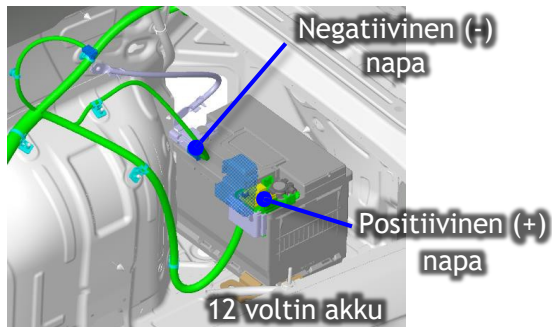 Negatiivinen (-)
napa
Positiivinen (+)
napa
12 voltin akku